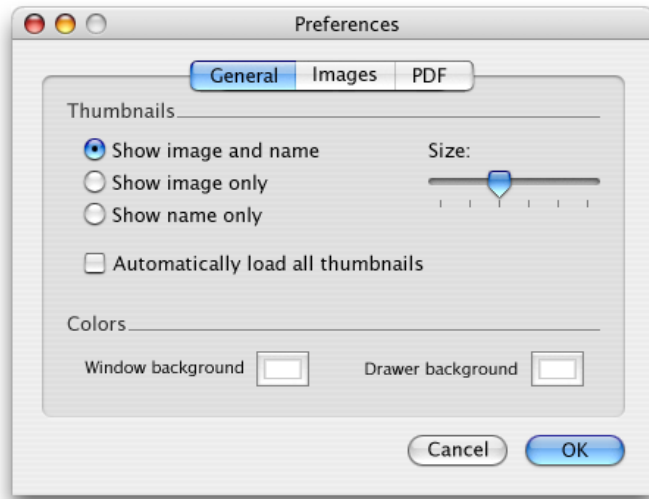 Preferences
General Images PDF
Thumbnails
Show image and name Size:
Show image only
Show name only
Automatically load all thumbnails
Colors
Window background Drawer background
Cancel OK